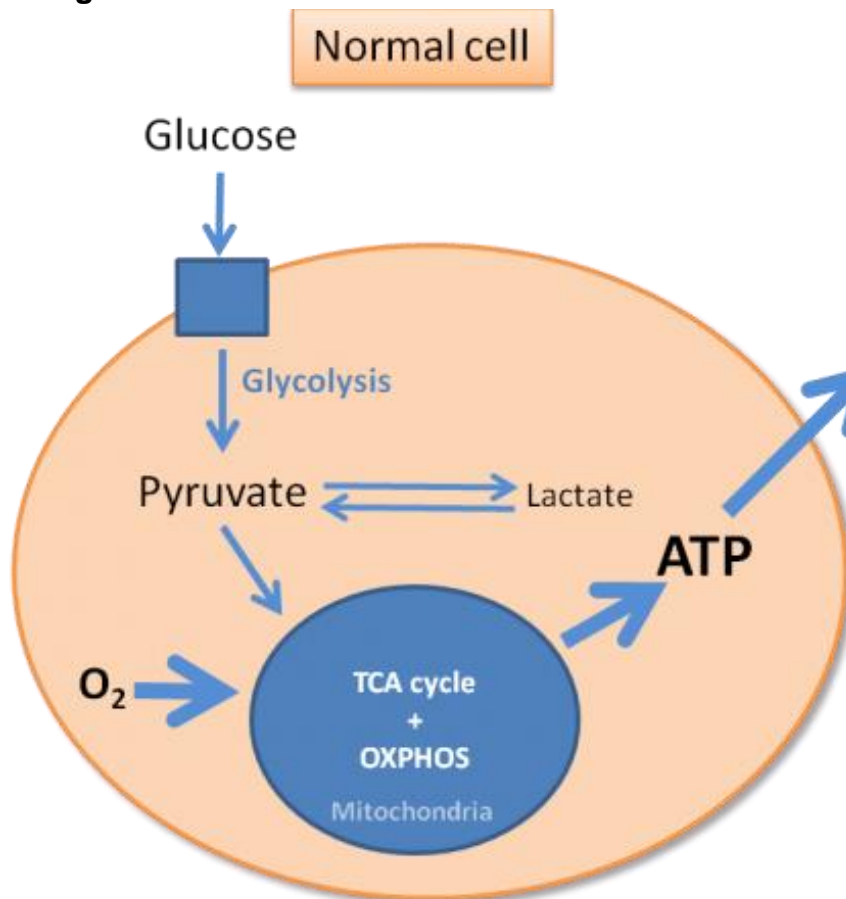 Normal cell
Glucose
Glycolysis
Pyruvate
Lactate
ATP
O₂
TCA cycle
+
OXPHOS
Mitochondria